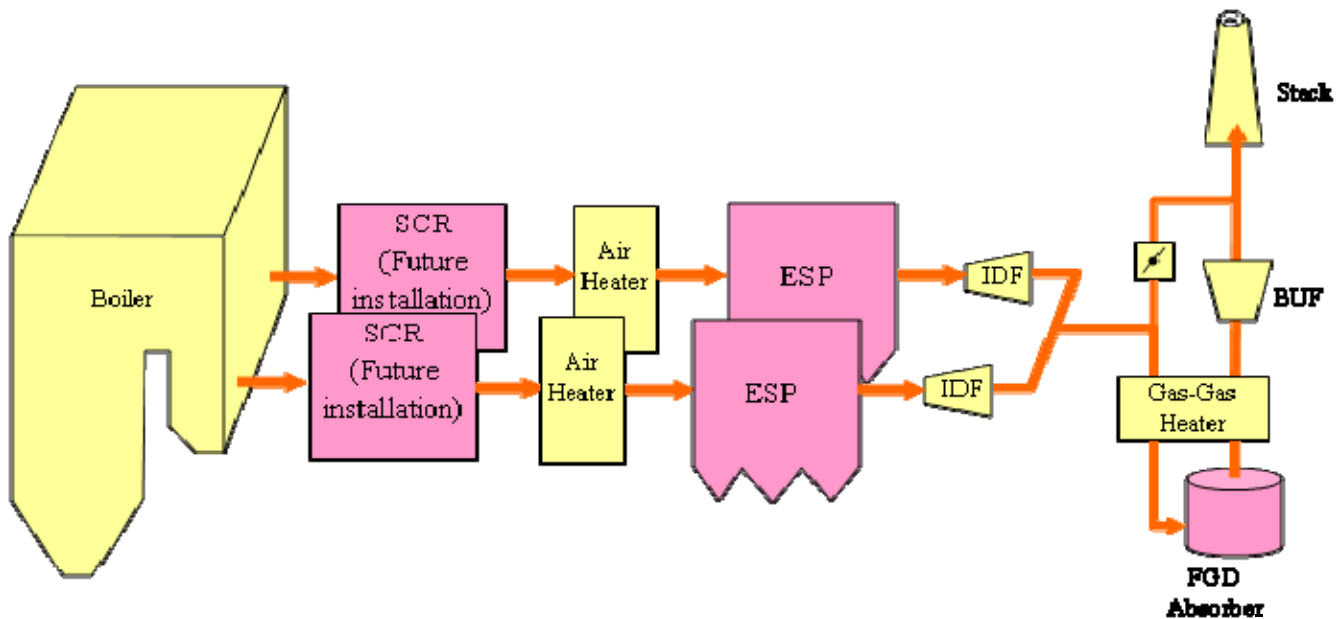 Stack
SCR
(Future
installation)
Air
Heater
ESP
IDF
Boiler
BUF
SCR
(Future
installation)
Air
Heater
ESP
IDF
Gas-Gas
Heater
FGD
Absorber